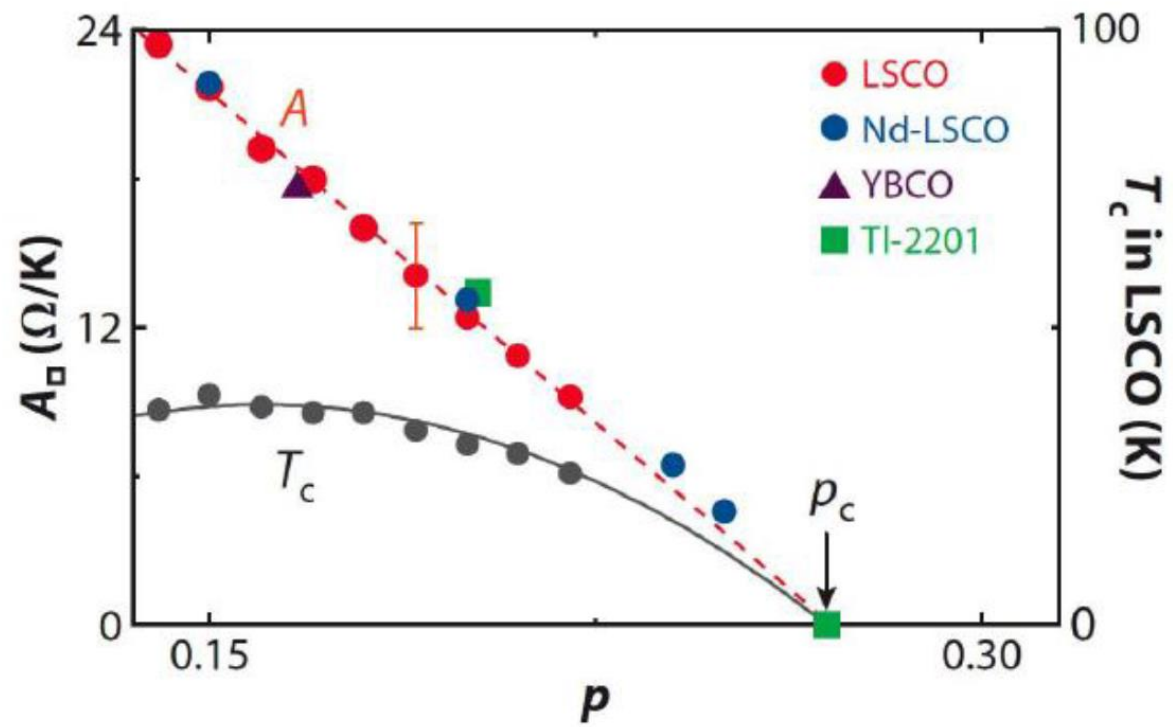 24
100
LSCO
A
Nd-LSCO
YBCO
Tl-2201
A□ (Ω/K)
12
Tc in LSCO (K)
Tc
pc
0
0
0.15
0.30
p